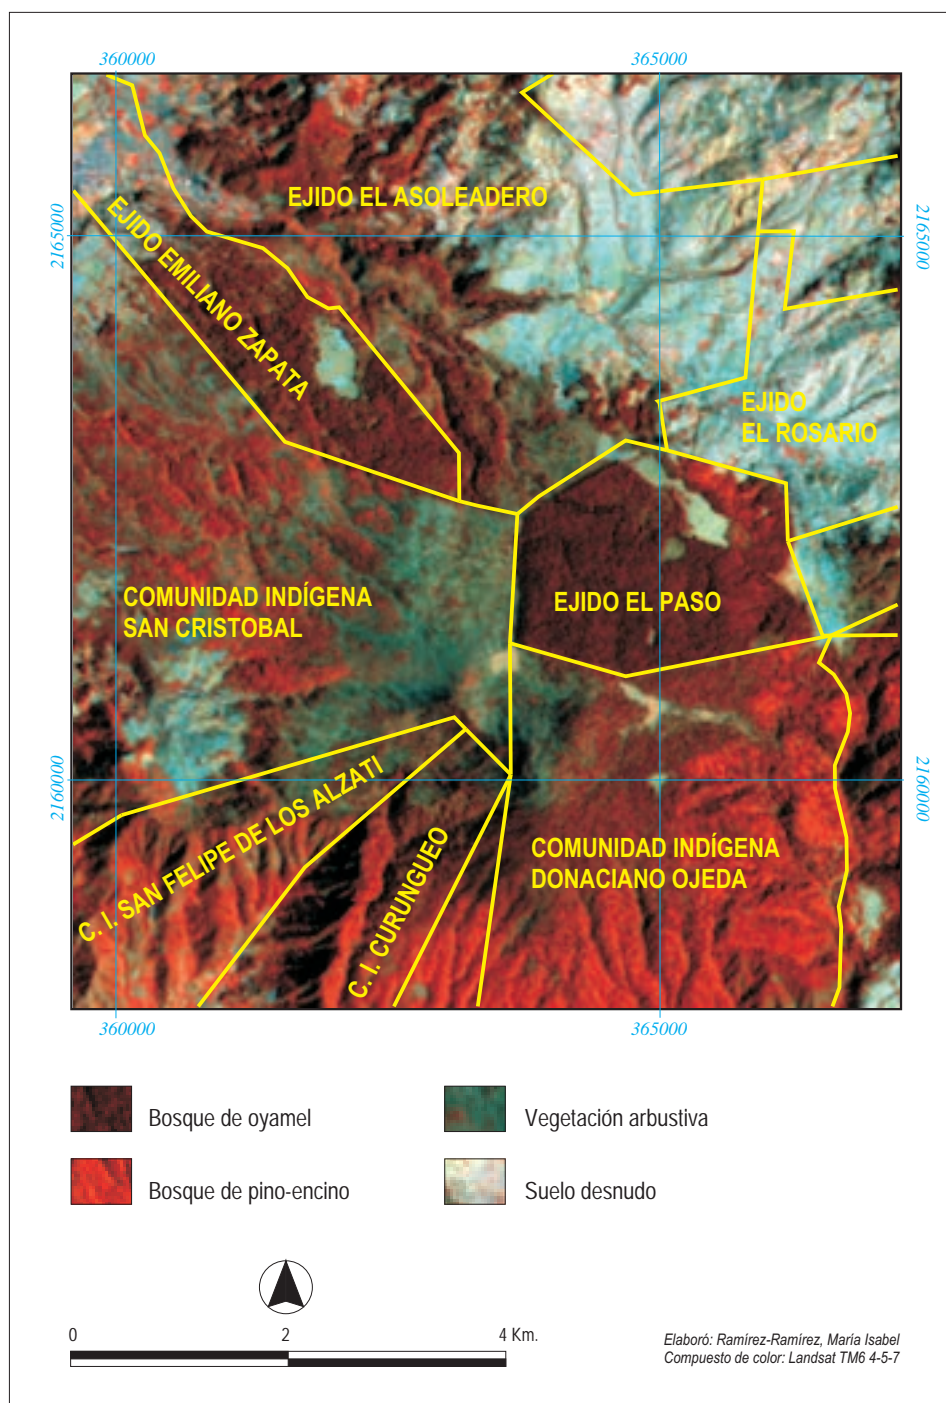 360000
365000
EJIDO EL ASOLEADERO
2165000
2165000
EJIDO EMILIANO ZAPATA
EJIDO
EL ROSARIO
COMUNIDAD INDÍGENA
SAN CRISTOBAL
EJIDO EL PASO
2160000
2160000
C. I. SAN FELIPE DE LOS ALZATI
C. I. CURUNGUEO
COMUNIDAD INDÍGENA
DONACIANO OJEDA
360000
365000
Bosque de oyamel
Vegetación arbustiva
Bosque de pino-encino
Suelo desnudo
0 2 4 Km.
Elaboró: Ramírez-Ramírez, María Isabel
Compuesto de color: Landsat TM6 4-5-7